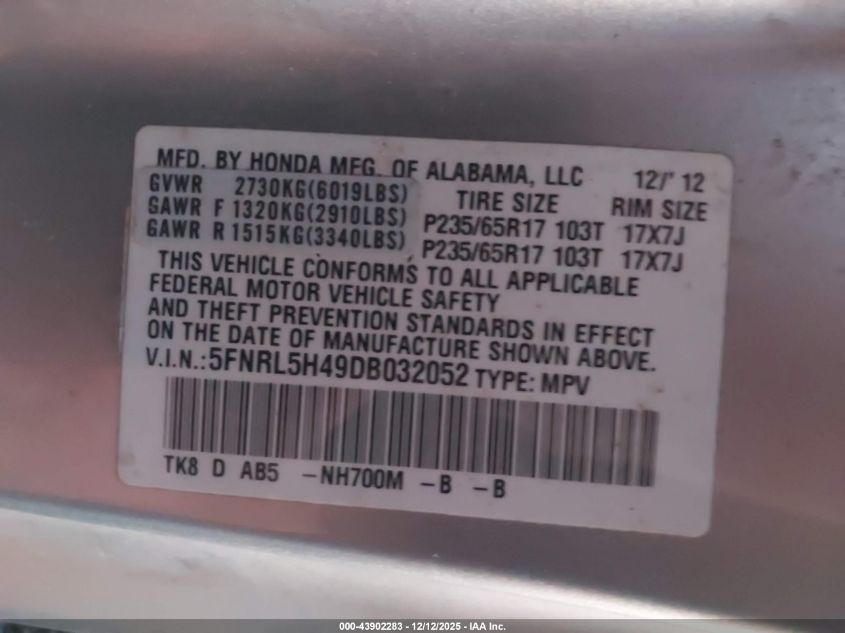 MFD. BY HONDA MFG. OF ALABAMA, LLC 12/' 12
GVWR 2730KG(6019LBS) TIRE SIZE RIM SIZE
GAWR F 1320KG(2910LBS) P235/65R17 103T 17X7J
GAWR R 1515KG(3340LBS) P235/65R17 103T 17X7J
THIS VEHICLE CONFORMS TO ALL APPLICABLE
FEDERAL MOTOR VEHICLE SAFETY
AND THEFT PREVENTION STANDARDS IN EFFECT
ON THE DATE OF MANUFACTURE SHOWN ABOVE.
V.I.N.:5FNRL5H49DB032052 TYPE: MPV
TK8 D AB5 -NH700M -B -B
000-43902283 - 12/12/2025 - IAA Inc.